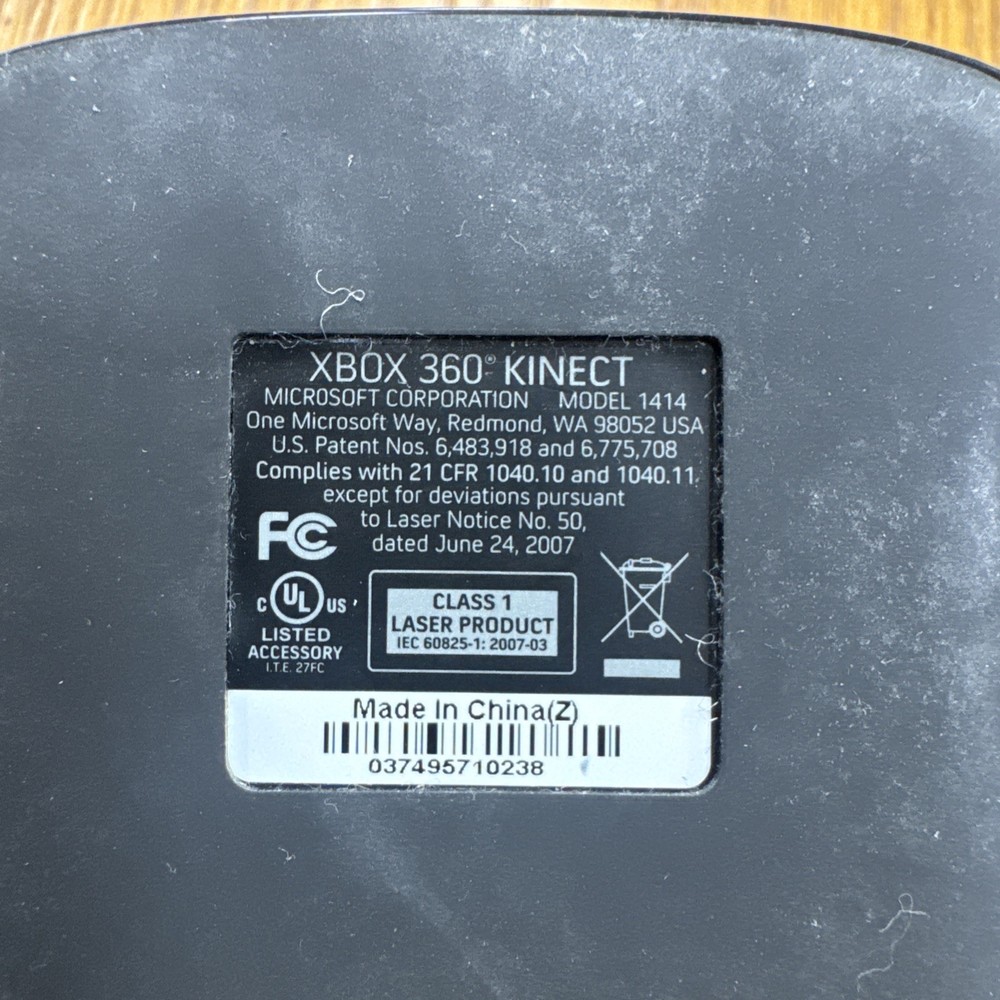 XBOX 360® KINECT
MICROSOFT CORPORATION MODEL 1414
One Microsoft Way, Redmond, WA 98052 USA
U.S. Patent Nos. 6,483,918 and 6,775,708
Complies with 21 CFR 1040.10 and 1040.11
except for deviations pursuant
to Laser Notice No. 50,
dated June 24, 2007
FC
C UL US
LISTED
ACCESSORY
I.T.E. 27FC
CLASS 1
LASER PRODUCT
IEC 60825-1: 2007-03
Made In China(Z)
037495710238